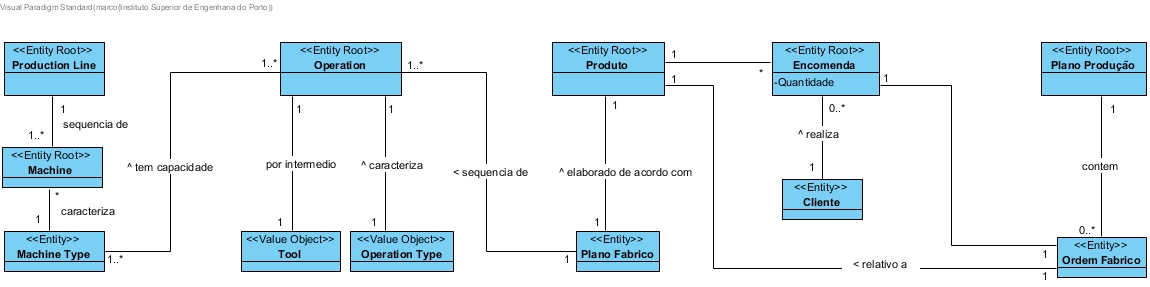 Visual Paradigm Standard(marco(Instituto Superior de Engenharia do Porto))
<<Entity Root>>
Production Line
<<Entity Root>>
Operation
<<Entity Root>>
Produto
<<Entity Root>>
Encomenda
-Quantidade
<<Entity Root>>
Plano Produção
1..*
1..*
1
*
1
1
1
sequencia de
1..*
1
1
1
0..*
1
<<Entity Root>>
Machine
^ tem capacidade
por intermedio
^ caracteriza
< sequencia de
^ elaborado de acordo com
^ realiza
1
contem
*
caracteriza
1
<<Entity>>
Cliente
1
1
1
0..*
<<Entity>>
Machine Type
1..*
<<Value Object>>
Tool
<<Value Object>>
Operation Type
1
<<Entity>>
Plano Fabrico
1
<<Entity>>
Ordem Fabrico
< relativo a
1